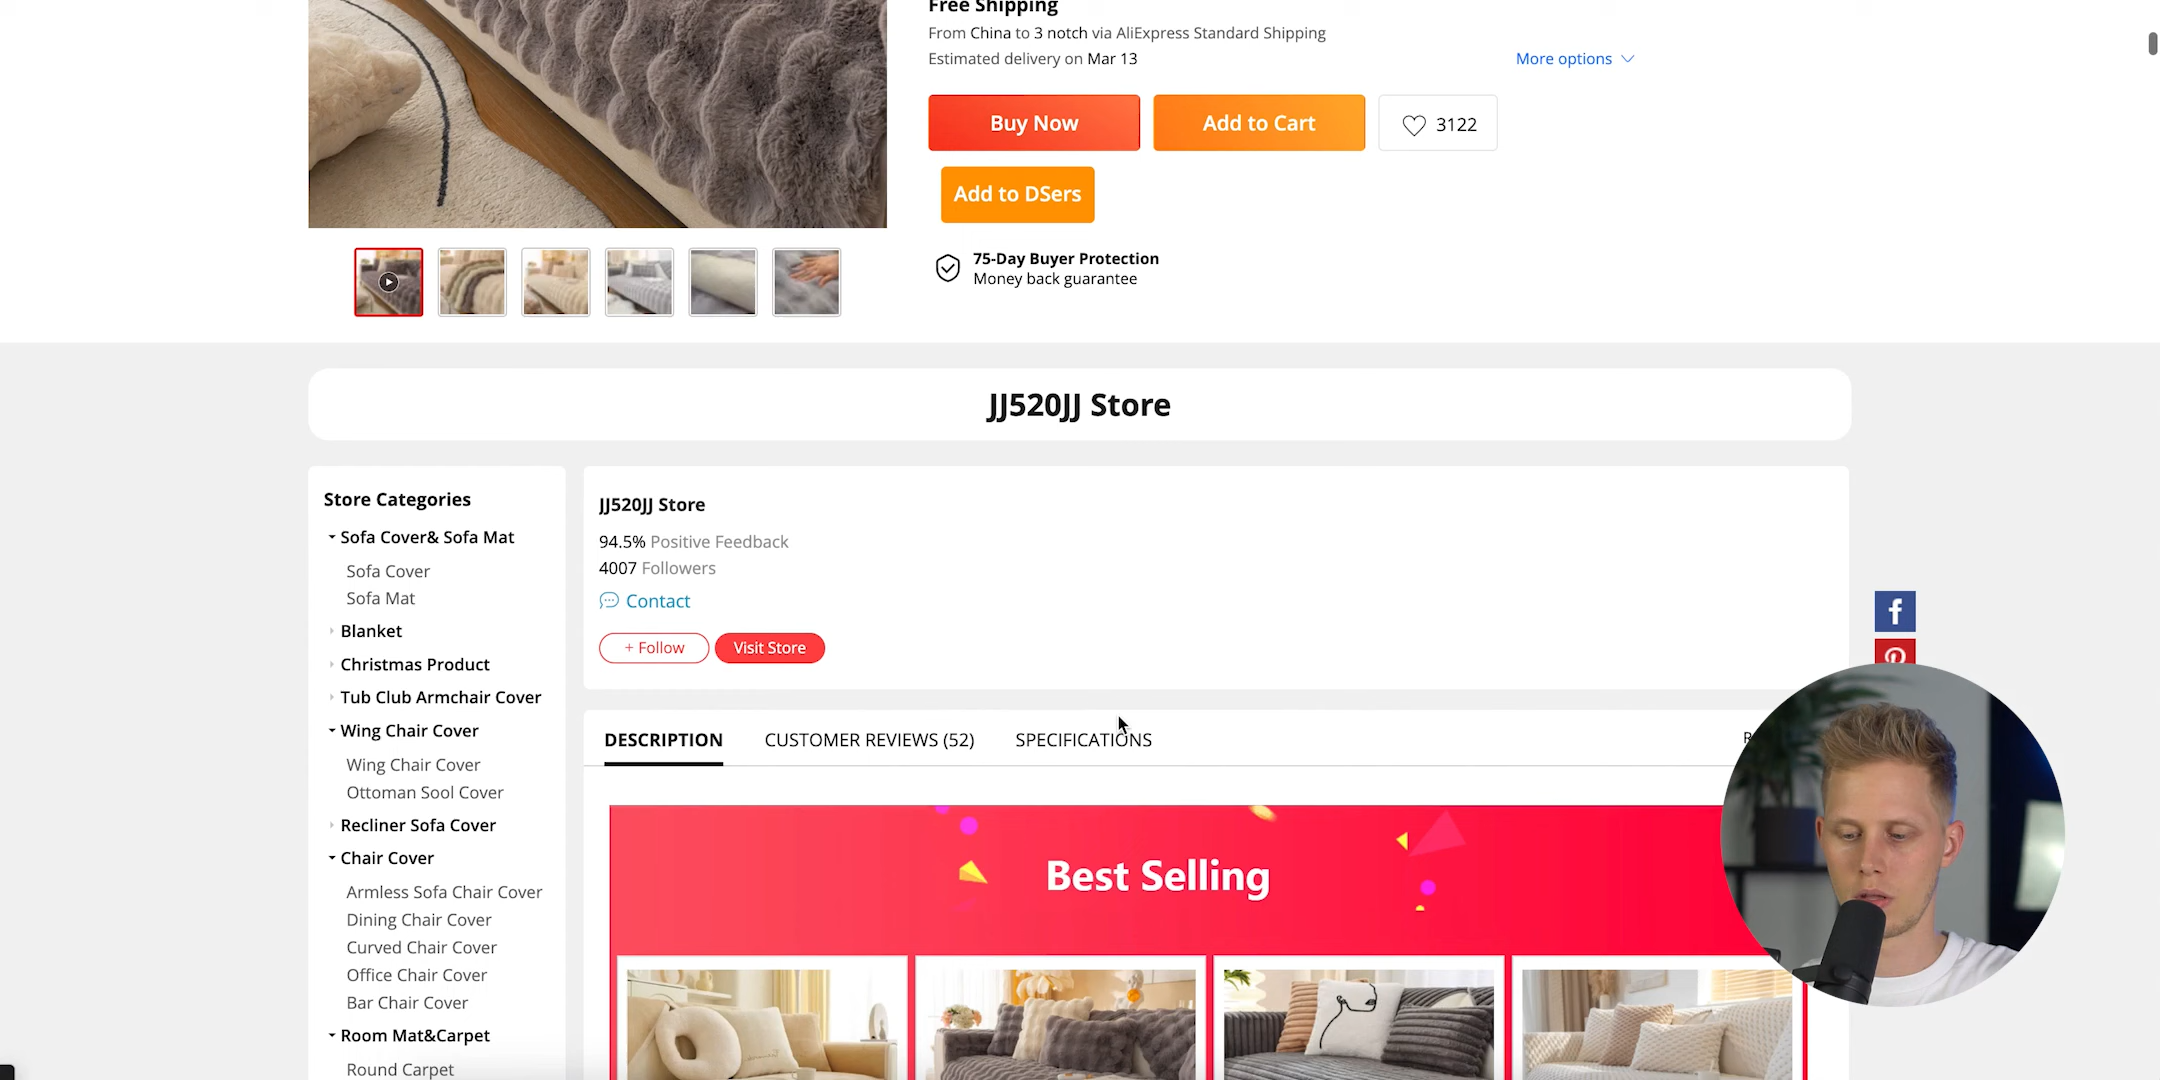 Free Shipping
From China to 3 notch via AliExpress Standard Shipping
Estimated delivery on Mar 13
More options
Buy Now
Add to Cart
3122
Add to DSers
75-Day Buyer Protection
Money back guarantee
JJ520JJ Store
Store Categories
Sofa Cover& Sofa Mat
Sofa Cover
Sofa Mat
Blanket
Christmas Product
Tub Club Armchair Cover
Wing Chair Cover
Wing Chair Cover
Ottoman Sool Cover
Recliner Sofa Cover
Chair Cover
Armless Sofa Chair Cover
Dining Chair Cover
Curved Chair Cover
Office Chair Cover
Bar Chair Cover
Room Mat&Carpet
Round Carpet
JJ520JJ Store
94.5% Positive Feedback
4007 Followers
Contact
+ Follow
Visit Store
DESCRIPTION
CUSTOMER REVIEWS (52)
SPECIFICATIONS
Best Selling